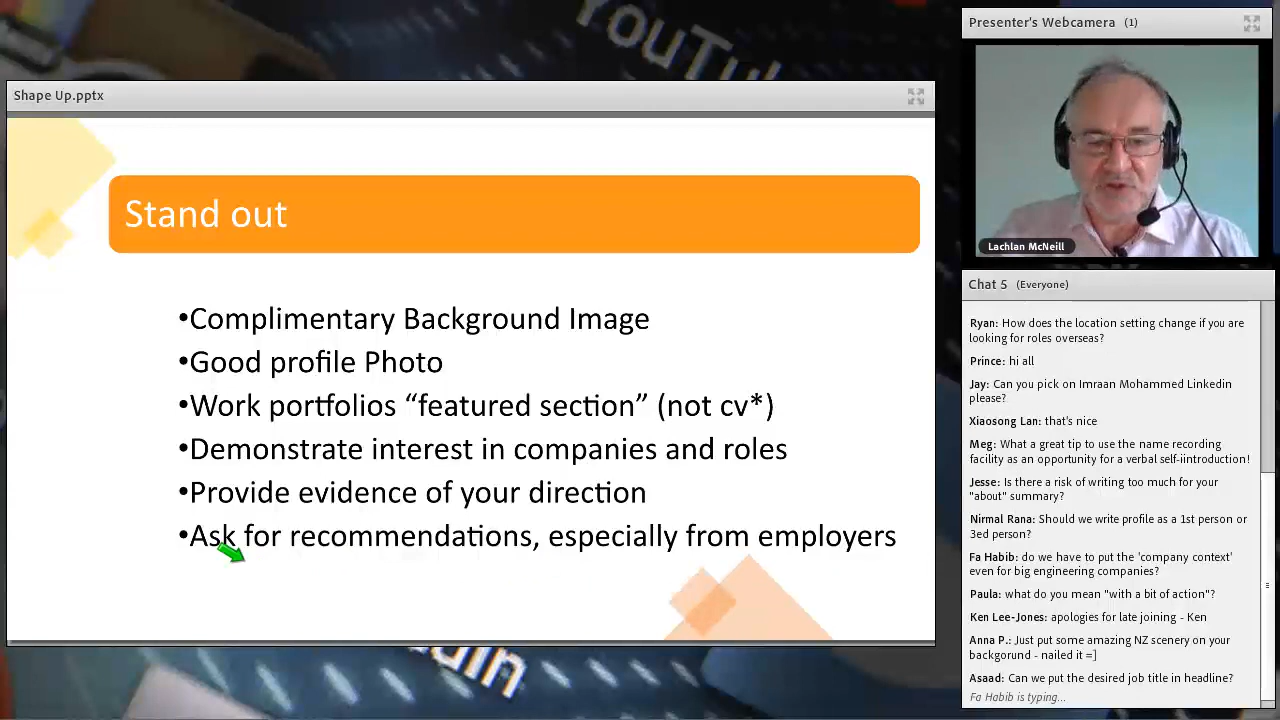 YouTu
Shape Up.pptx
Stand out
•Complimentary Background Image
•Good profile Photo
•Work portfolios “featured section” (not cv*)
•Demonstrate interest in companies and roles
•Provide evidence of your direction
•Ask for recommendations, especially from employers
Presenter's Webcamera (1)
Lachlan McNeill
Chat 5 (Everyone)
Ryan: How does the location setting change if you are
looking for roles overseas?
Prince: hi all
Jay: Can you pick on Imraan Mohammed Linkedin
please?
Xiaosong Lan: that's nice
Meg: What a great tip to use the name recording
facility as an opportunity for a verbal self-iintroduction!
Jesse: Is there a risk of writing too much for your
"about" summary?
Nirmal Rana: Should we write profile as a 1st person or
3ed person?
Fa Habib: do we have to put the 'company context'
even for big engineering companies?
Paula: what do you mean "with a bit of action"?
Ken Lee-Jones: apologies for late joining - Ken
Anna P.: Just put some amazing NZ scenery on your
backgorund - nailed it =]
Asaad: Can we put the desired job title in headline?
Fa Habib is typing...